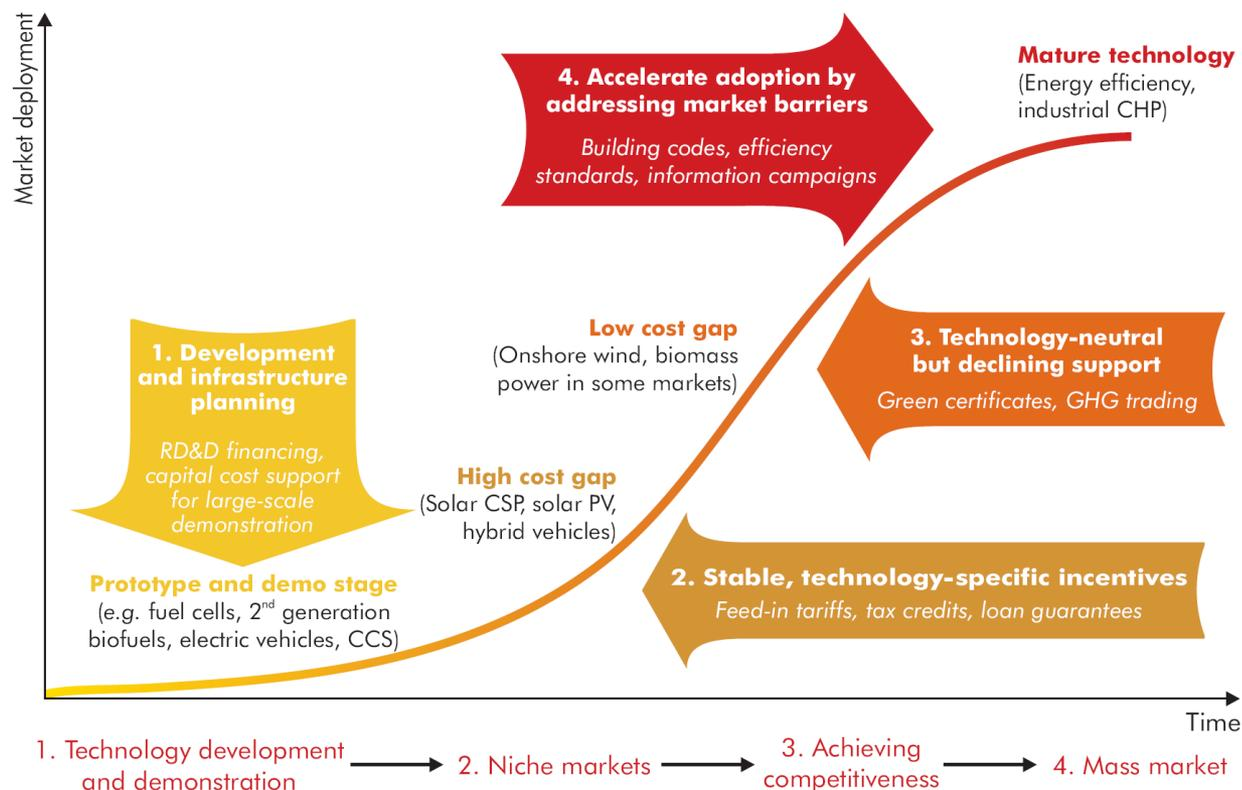 Market deployment
4. Accelerate adoption by
addressing market barriers
Building codes, efficiency
standards, information campaigns
Mature technology
(Energy efficiency,
industrial CHP)
1. Development
and infrastructure
planning
RD&D financing,
capital cost support
for large-scale
demonstration
Low cost gap
(Onshore wind, biomass
power in some markets)
3. Technology-neutral
but declining support
Green certificates, GHG trading
High cost gap
(Solar CSP, solar PV,
hybrid vehicles)
Prototype and demo stage
(e.g. fuel cells, 2nd generation
biofuels, electric vehicles, CCS)
2. Stable, technology-specific incentives
Feed-in tariffs, tax credits, loan guarantees
Time
1. Technology development
and demonstration
2. Niche markets
3. Achieving
competitiveness
4. Mass market